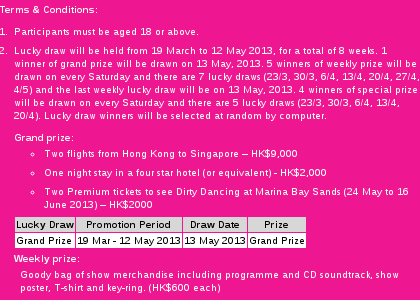 Terms & Conditions:
1. Participants must be aged 18 or above.
2. Lucky draw will be held from 19 March to 12 May 2013, for a total of 8 weeks. 1
winner of grand prize will be drawn on 13 May, 2013. 5 winners of weekly prize will be
drawn on every Saturday and there are 7 lucky draws (23/3, 30/3, 6/4, 13/4, 20/4, 27/4,
4/5) and the last weekly lucky draw will be on 13 May, 2013. 4 winners of special prize
will be drawn on every Saturday and there are 5 lucky draws (23/3, 30/3, 6/4, 13/4,
20/4). Lucky draw winners will be selected at random by computer.
Grand prize:
Two flights from Hong Kong to Singapore – HK$9,000
One night stay in a four star hotel (or equivalent) - HK$2,000
Two Premium tickets to see Dirty Dancing at Marina Bay Sands (24 May to 16
June 2013) – HK$2000
Lucky Draw Promotion Period Draw Date Prize
Grand Prize 19 Mar - 12 May 2013 13 May 2013 Grand Prize
Weekly prize:
Goody bag of show merchandise including programme and CD soundtrack, show
poster, T-shirt and key-ring. (HK$600 each)